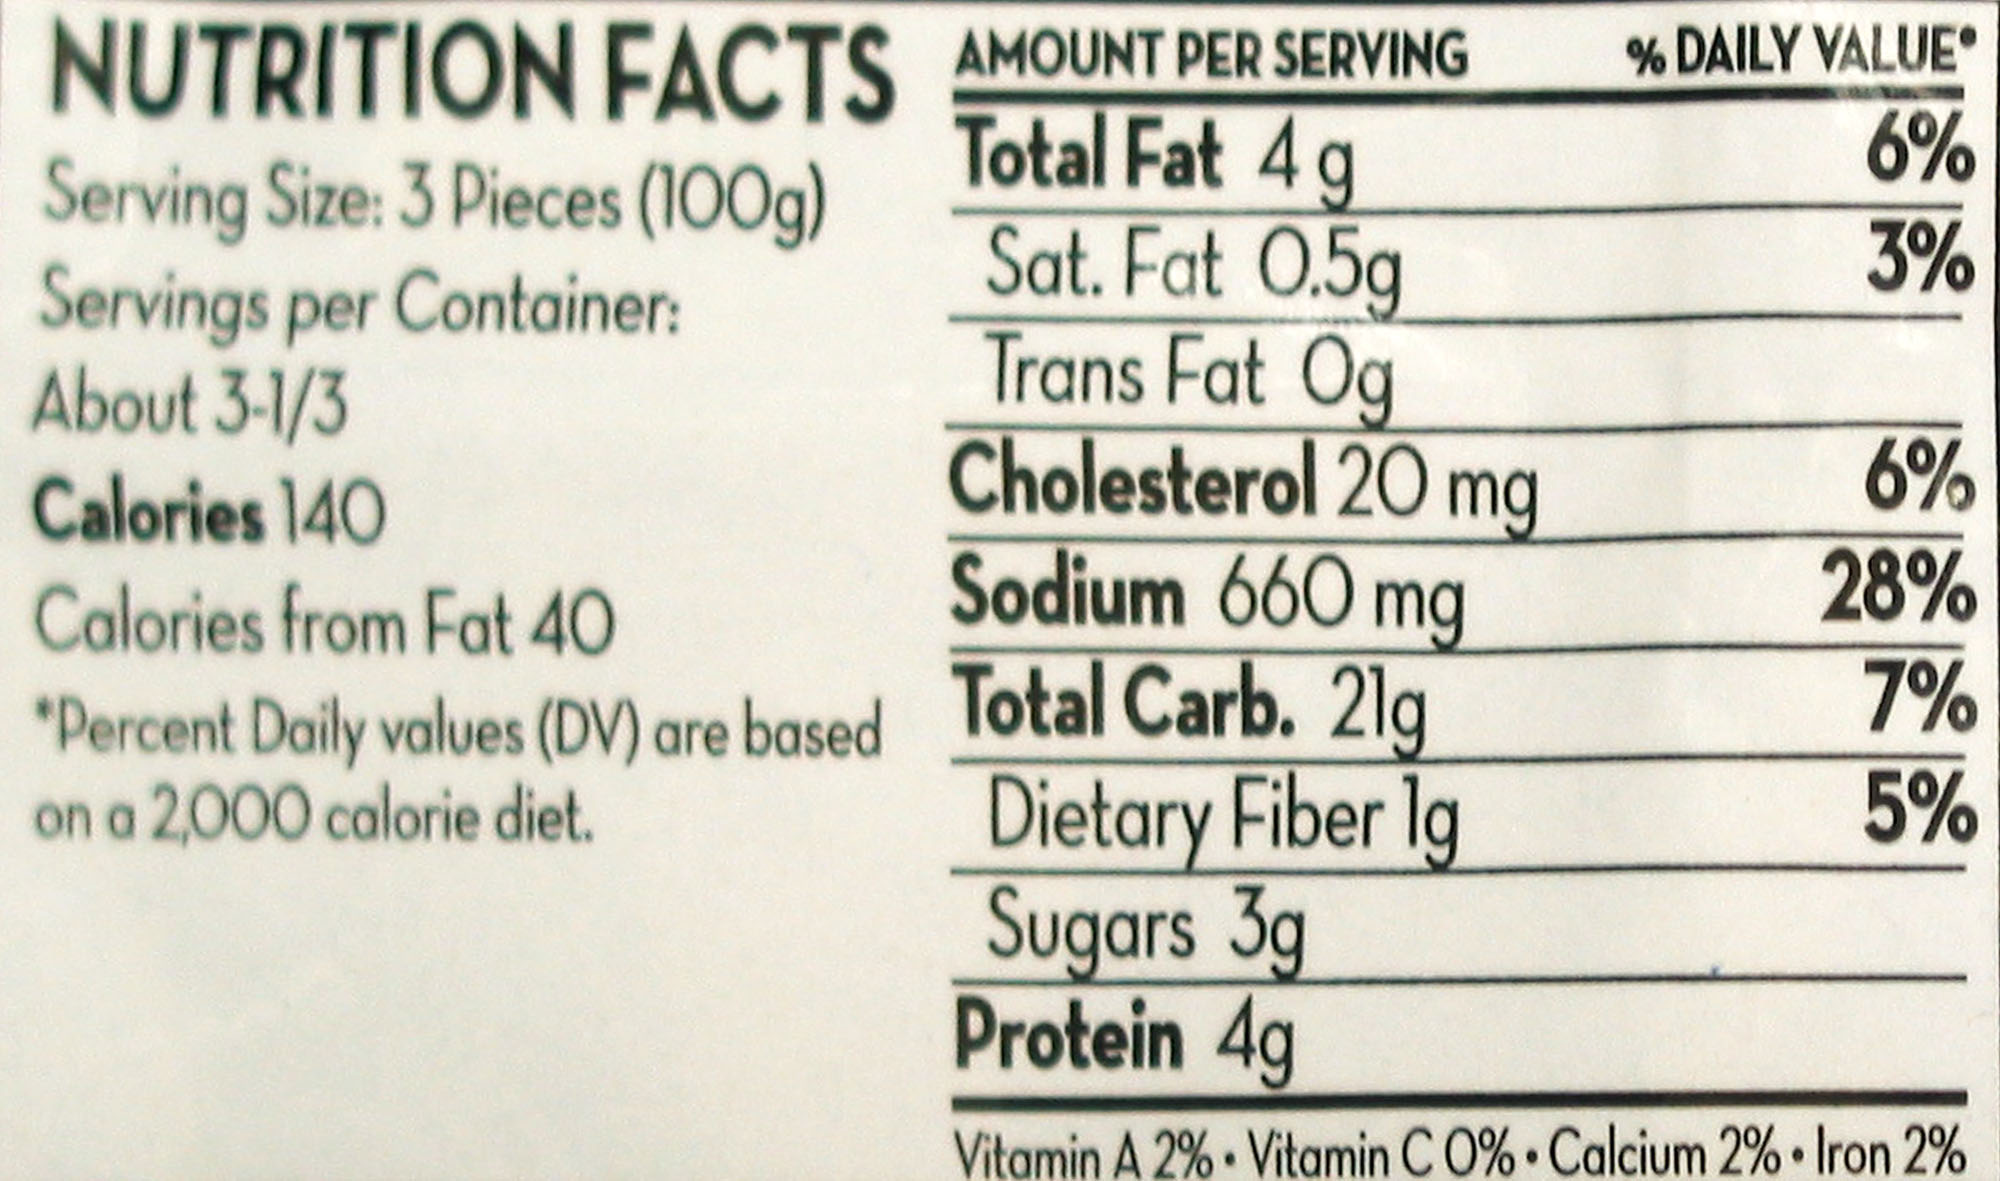 NUTRITION FACTS
Serving Size: 3 Pieces (100g)
Servings per Container:
About 3-1/3
Calories 140
Calories from Fat 40
*Percent Daily values (DV) are based
on a 2,000 calorie diet.
AMOUNT PER SERVING % DAILY VALUE*
Total Fat 4 g 6%
Sat. Fat 0.5g 3%
Trans Fat 0g
Cholesterol 20 mg 6%
Sodium 660 mg 28%
Total Carb. 21g 7%
Dietary Fiber 1g 5%
Sugars 3g
Protein 4g
Vitamin A 2% • Vitamin C 0% • Calcium 2% • Iron 2%